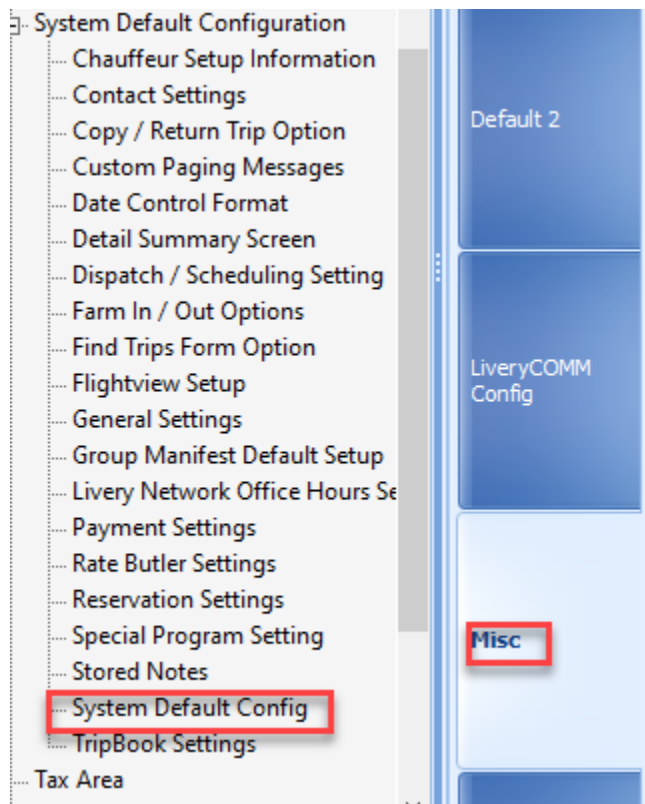 System Default Configuration
Chauffeur Setup Information
Contact Settings
Copy / Return Trip Option
Custom Paging Messages
Date Control Format
Detail Summary Screen
Dispatch / Scheduling Setting
Farm In / Out Options
Find Trips Form Option
Flightview Setup
General Settings
Group Manifest Default Setup
Livery Network Office Hours Se
Payment Settings
Rate Butler Settings
Reservation Settings
Special Program Setting
Stored Notes
System Default Config
TripBook Settings
Tax Area
Default 2
LiveryCOMM
Config
Misc